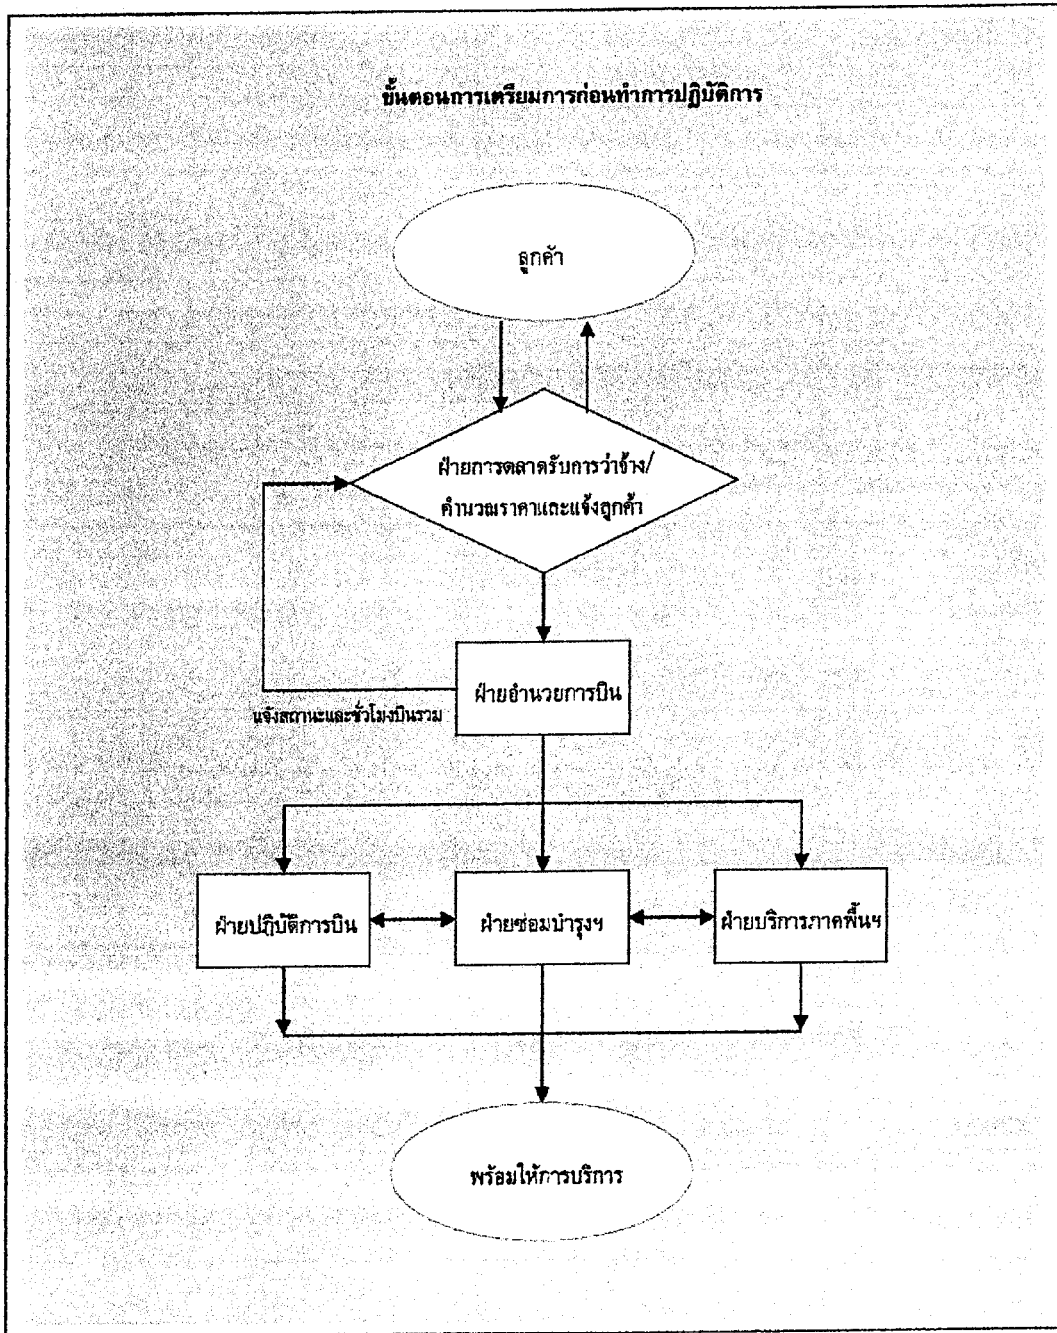 ขั้นตอนการเตรียมการก่อนทำการปฏิบัติการ
ลูกค้า
ฝ่ายการตลาดรับการว่าจ้าง/
คำนวณราคาและแจ้งลูกค้า
ฝ่ายอำนวยการบิน
แจ้งสถานะและชั่วโมงบินรวม
ฝ่ายปฏิบัติการบิน
ฝ่ายซ่อมบำรุงฯ
ฝ่ายบริการภาคพื้นฯ
พร้อมให้การบริการ